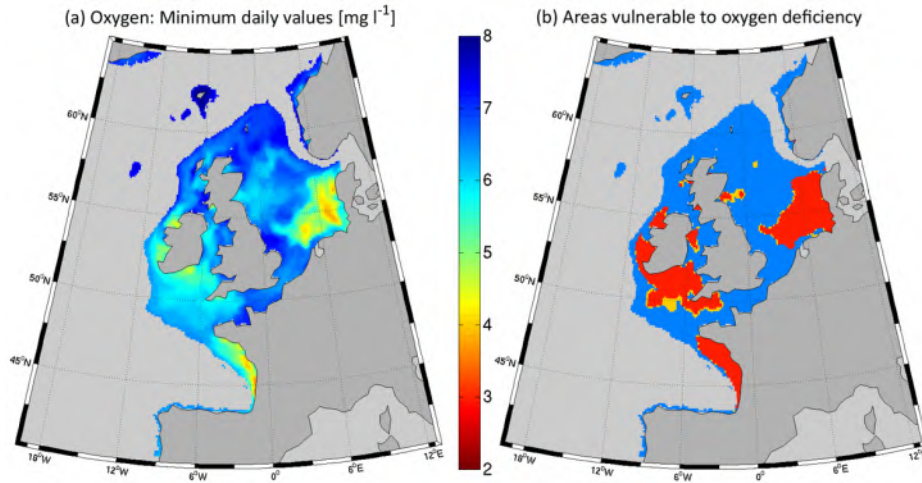 (a) Oxygen: Minimum daily values [mg l⁻¹]
(b) Areas vulnerable to oxygen deficiency
8
7
6
5
4
3
2
60°N
55°N
50°N
45°N
18°W
12°W
6°W
0°
6°E
12°E
60°N
55°N
50°N
45°N
18°W
12°W
6°W
0°
6°E
12°E